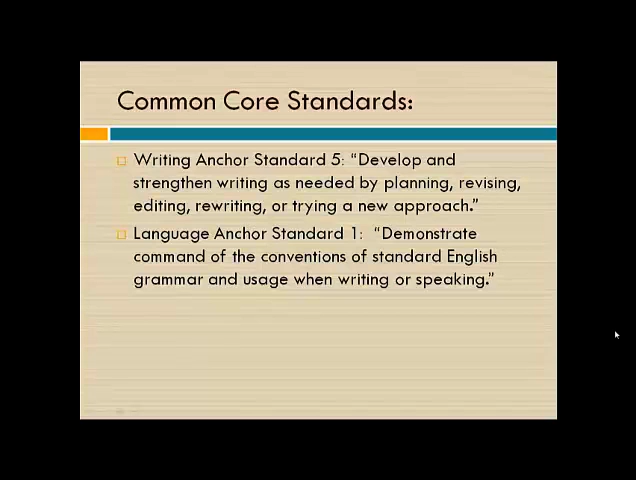 Common Core Standards:
Writing Anchor Standard 5: “Develop and
strengthen writing as needed by planning, revising,
editing, rewriting, or trying a new approach.”
Language Anchor Standard 1:  “Demonstrate
command of the conventions of standard English
grammar and usage when writing or speaking.”